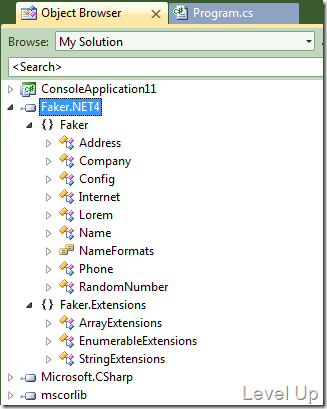 Object Browser Program.cs
Browse: My Solution
<Search>
ConsoleApplication11
Faker.NET4
{} Faker
Address
Company
Config
Internet
Lorem
Name
NameFormats
Phone
RandomNumber
{} Faker.Extensions
ArrayExtensions
EnumerableExtensions
StringExtensions
Microsoft.CSharp
mscorlib
Level Up